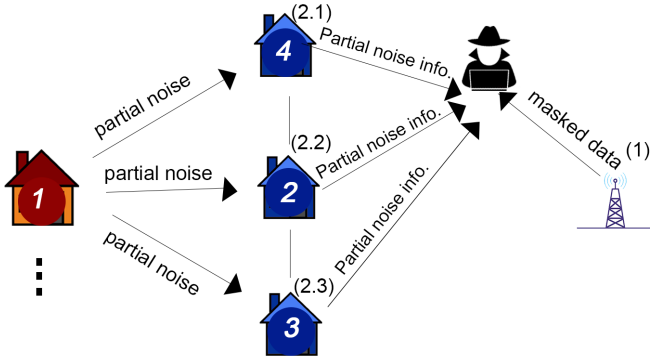 (2.1)
4
Partial noise info.
partial noise
masked data
(1)
(2.2)
Partial noise info.
1
partial noise
2
partial noise
Partial noise info.
(2.3)
3